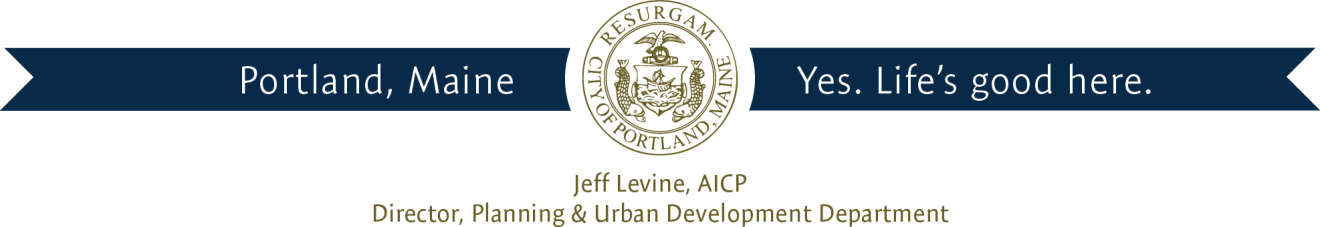 Portland, Maine
RESURGAM.
CITY OF PORTLAND, MAINE
Yes. Life's good here.
Jeff Levine, AICP
Director, Planning & Urban Development Department